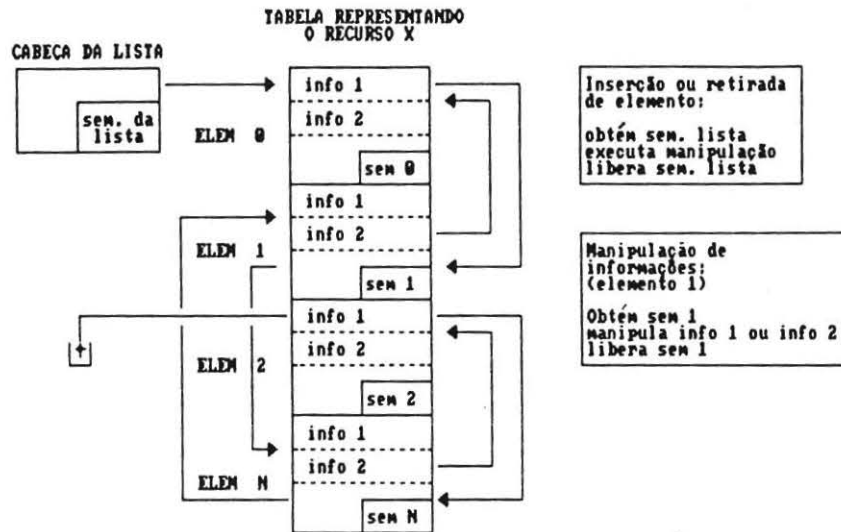 TABELA REPRESENTANDO
O RECURSO X
CABEÇA DA LISTA
sem. da
lista
ELEM 0
info 1
info 2
sem 0
ELEM 1
info 1
info 2
sem 1
ELEM 2
info 1
info 2
sem 2
ELEM N
info 1
info 2
sem N
Inserção ou retirada
de elemento:
obtém sem. lista
executa manipulação
libera sem. lista
Manipulação de
informações:
(elemento 1)
Obtém sem 1
manipula info 1 ou info 2
libera sem 1